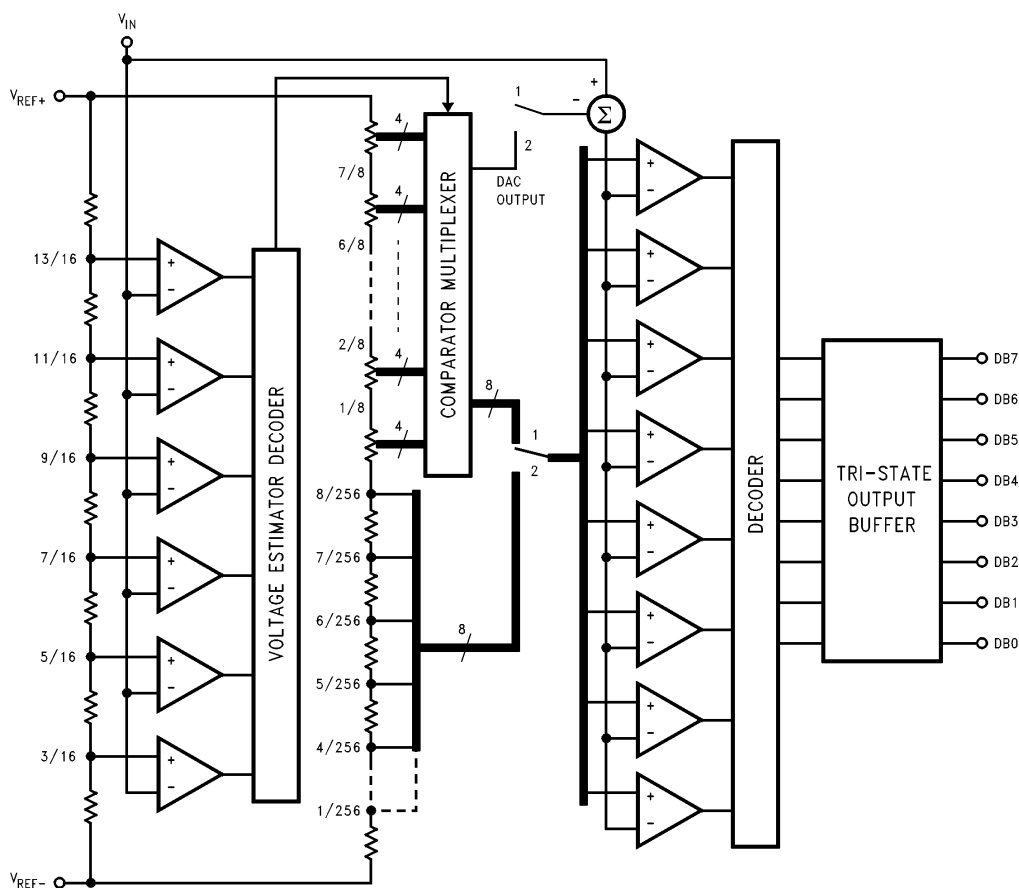 V_IN
V_REF+
+
-
Σ
1
2
DAC
OUTPUT
4
7/8
4
6/8
2/8
4
1/8
4
COMPARATOR MULTIPLEXER
8
1
2
13/16
+
-
11/16
+
-
9/16
+
-
7/16
+
-
5/16
+
-
3/16
+
-
VOLTAGE ESTIMATOR DECODER
8/256
7/256
6/256
5/256
4/256
1/256
8
+
-
+
-
+
-
+
-
+
-
+
-
+
-
+
-
DECODER
TRI-STATE
OUTPUT
BUFFER
DB7
DB6
DB5
DB4
DB3
DB2
DB1
DB0
V_REF-